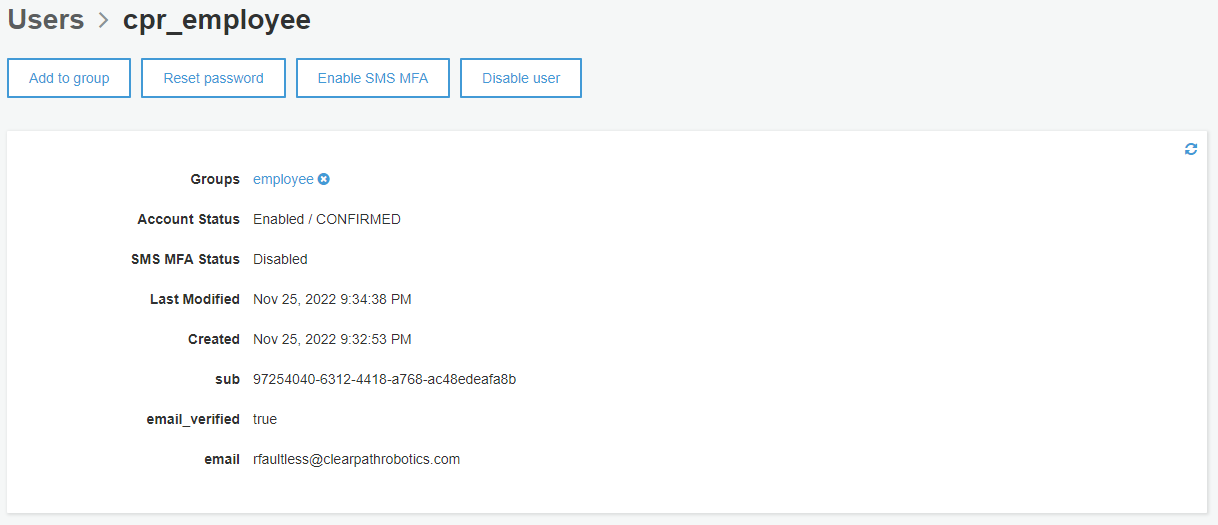 Users > cpr_employee
Add to group Reset password Enable SMS MFA Disable user
Groups employee
Account Status Enabled / CONFIRMED
SMS MFA Status Disabled
Last Modified Nov 25, 2022 9:34:38 PM
Created Nov 25, 2022 9:32:53 PM
sub 97254040-6312-4418-a768-ac48edeafa8b
email_verified true
email rfaultless@clearpathrobotics.com